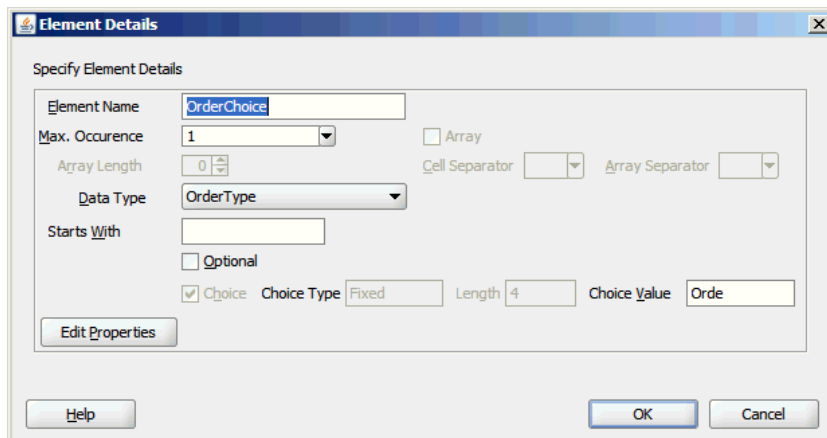 Element Details
Specify Element Details
Element Name OrderChoice
Max. Occurence 1 Array
Array Length 0 Cell Separator Array Separator
Data Type OrderType
Starts With
Optional
Choice Choice Type Fixed Length 4 Choice Value Orde
Edit Properties
Help OK Cancel